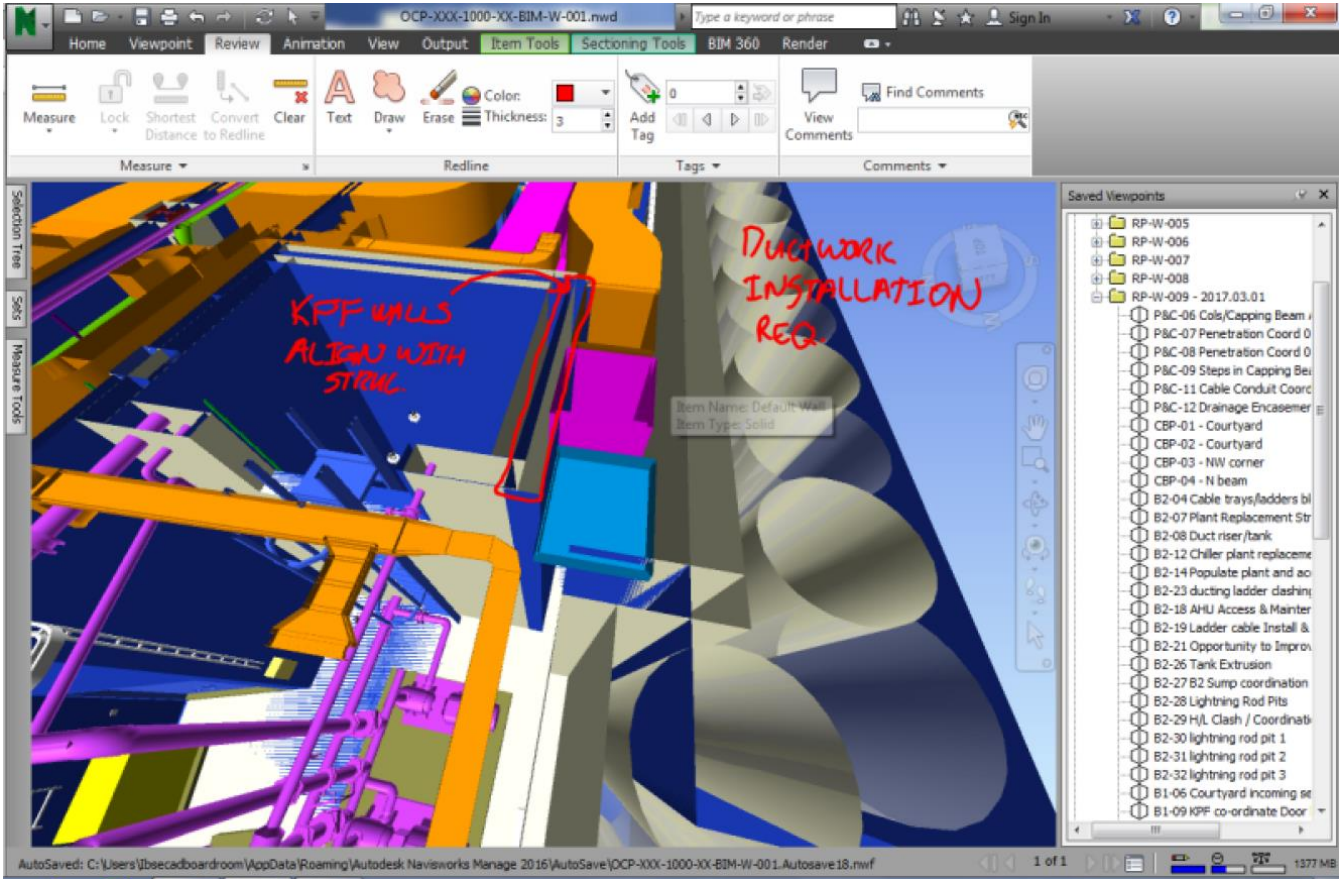 OCP-XXX-1000-XX-BIM-W-001.nwd
Type a keyword or phrase
Sign In
Home Viewpoint Review Animation View Output Item Tools Sectioning Tools BIM 360 Render
Measure
Lock
Shortest Distance
Convert to Redline
Clear
Text
Draw
Erase
Color:
Thickness: 3
Add Tag
0
View Comments
Find Comments
Measure
Redline
Tags
Comments
Selection Tree
Sets
Measure Tools
KPF WALLS
ALIGN WITH
STRUC.
DUCTWORK
INSTALLATION
REQ.
Item Name: Default Wall
Item Type: Solid
Saved Viewpoints
RP-W-005
RP-W-006
RP-W-007
RP-W-008
RP-W-009 - 2017.03.01
P&C-06 Cols/Capping Beam
P&C-07 Penetration Coord 0
P&C-08 Penetration Coord 0
P&C-09 Steps in Capping Bea
P&C-11 Cable Conduit Coord
P&C-12 Drainage Encasemer
CBP-01 - Courtyard
CBP-02 - Courtyard
CBP-03 - NW corner
CBP-04 - N beam
B2-04 Cable trays/ladders bl
B2-07 Plant Replacement Str
B2-08 Duct riser/tank
B2-12 Chiller plant replaceme
B2-14 Populate plant and ac
B2-23 ducting ladder clashing
B2-18 AHU Access & Mainter
B2-19 Ladder cable Install &
B2-21 Opportunity to Improv
B2-26 Tank Extrusion
B2-27 B2 Sump coordination
B2-28 Lightning Rod Pits
B2-29 H/L Clash / Coordinati
B2-30 lightning rod pit 1
B2-31 lightning rod pit 2
B2-32 lightning rod pit 3
B1-06 Courtyard incoming se
B1-09 KPF co-ordinate Door
AutoSaved: C:\Users\Ibsecadboardroom\AppData\Roaming\Autodesk Navisworks Manage 2016\AutoSave\OCP-XXX-1000-XX-BIM-W-001.Autosave18.nwf
1 of 1
1377 MB